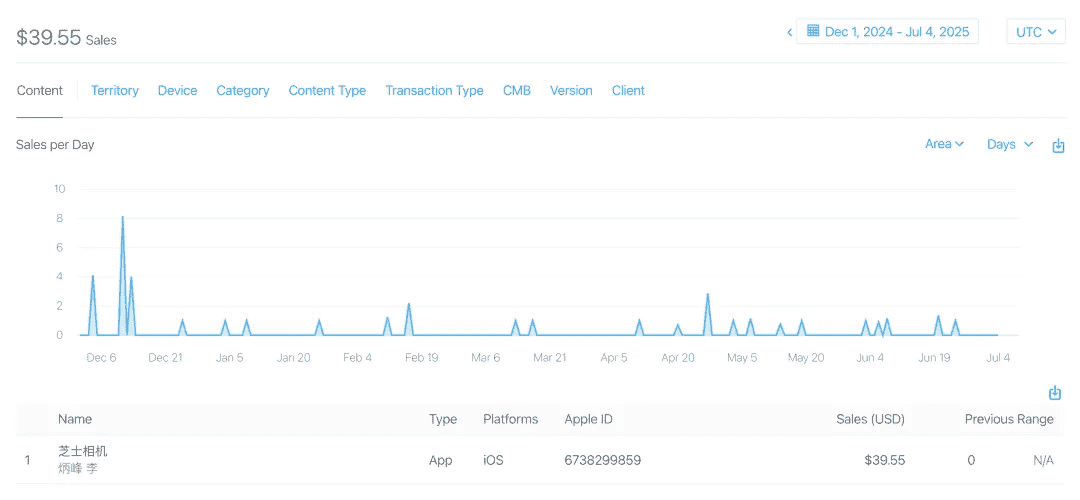 $39.55 Sales
Dec 1, 2024 - Jul 4, 2025
UTC
Content Territory Device Category Content Type Transaction Type CMB Version Client
Sales per Day
Area Days
10
8
6
4
2
0
Dec 6 Dec 21 Jan 5 Jan 20 Feb 4 Feb 19 Mar 6 Mar 21 Apr 5 Apr 20 May 5 May 20 Jun 4 Jun 19 Jul 4
Name Type Platforms Apple ID Sales (USD) Previous Range
1 芝士相机 App iOS 6738299859 $39.55 0 N/A
炳峰 李